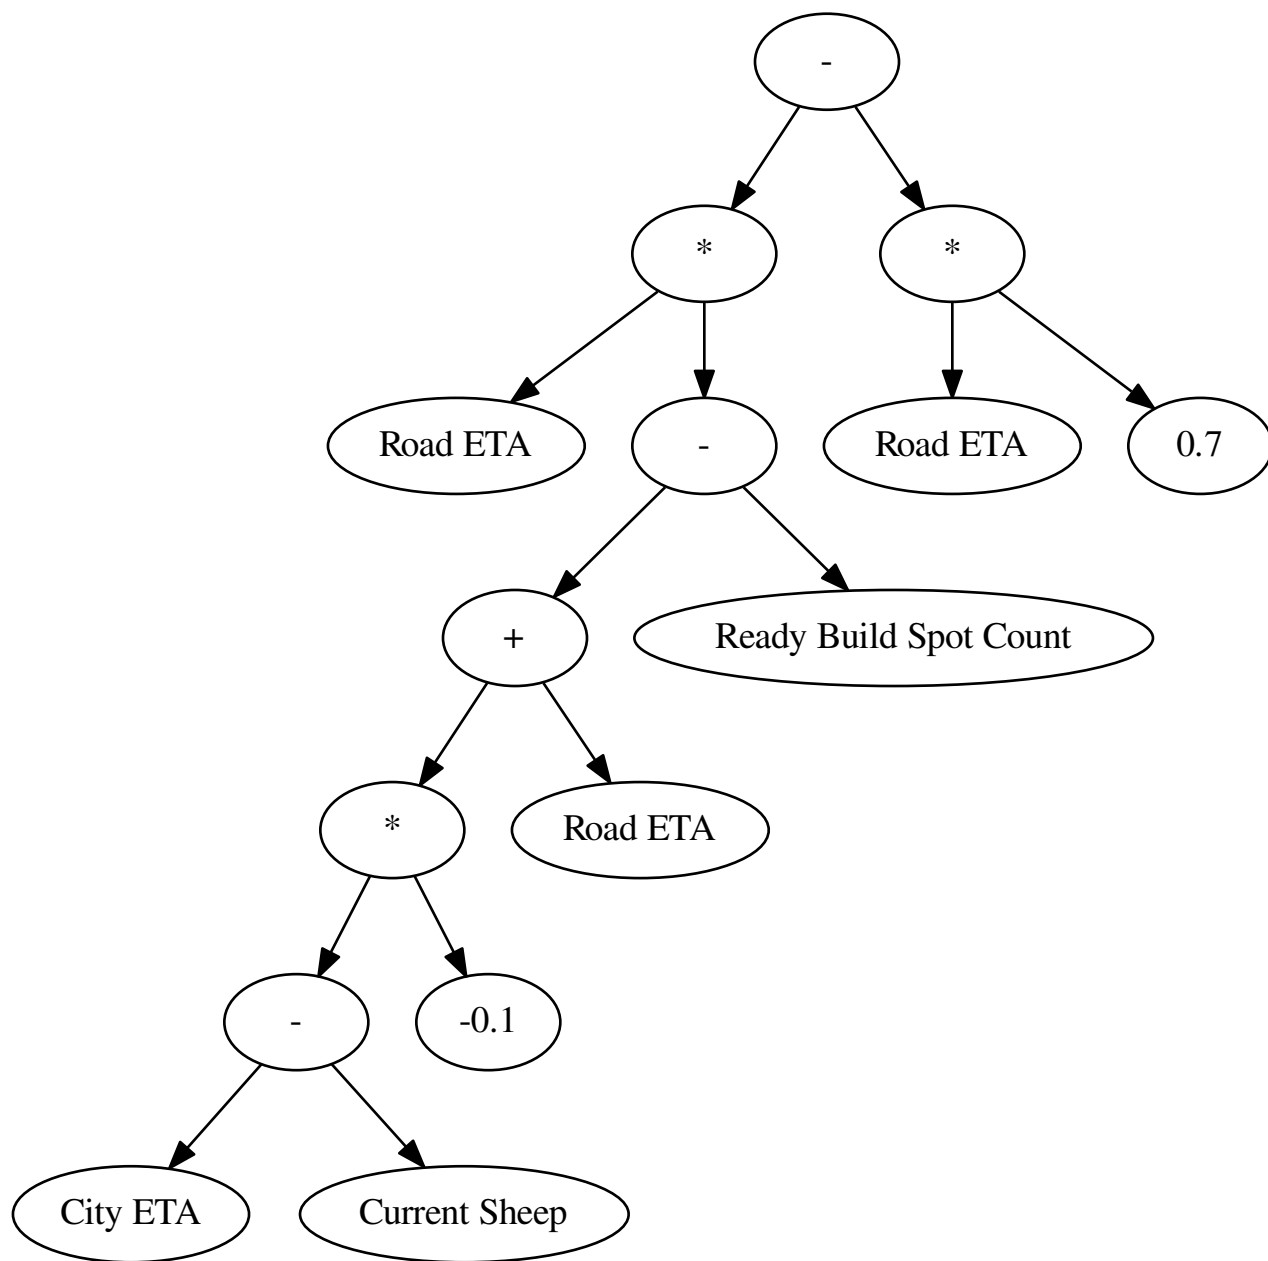 -
*
*
Road ETA
-
Road ETA
0.7
+
Ready Build Spot Count
*
Road ETA
-
-0.1
City ETA
Current Sheep